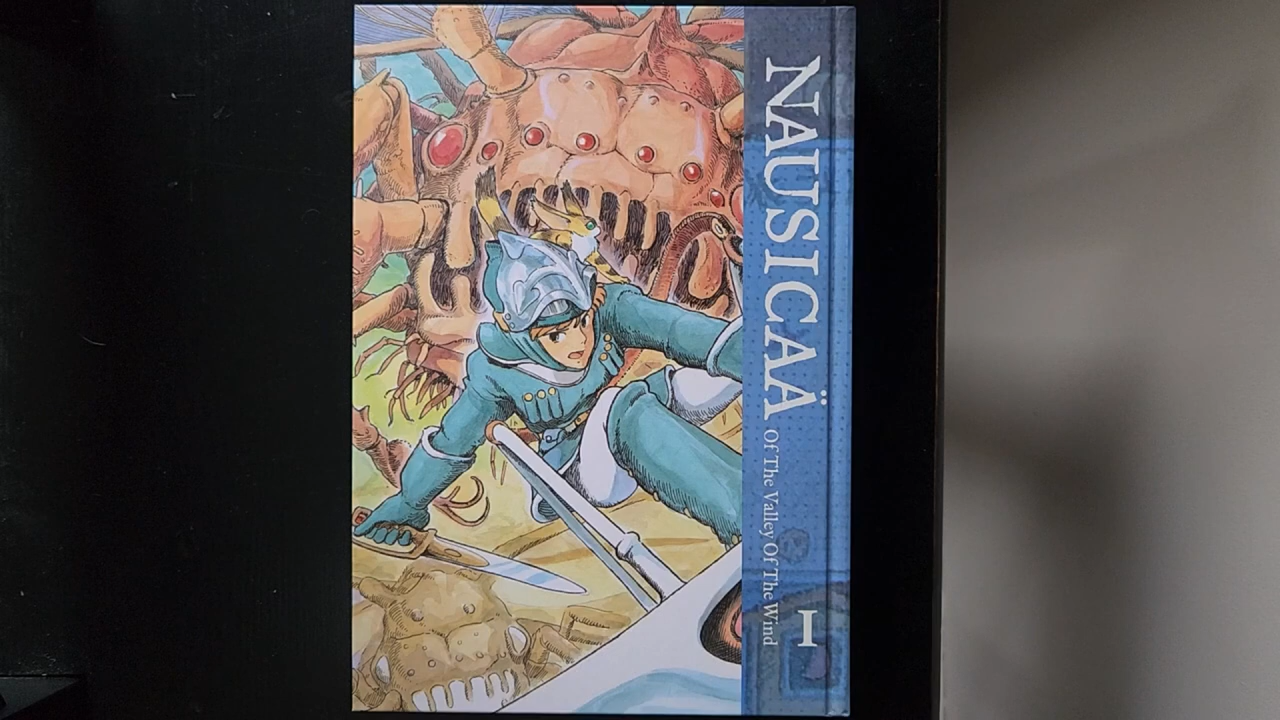 NAUSICAÄ
Of The Valley Of The Wind
I